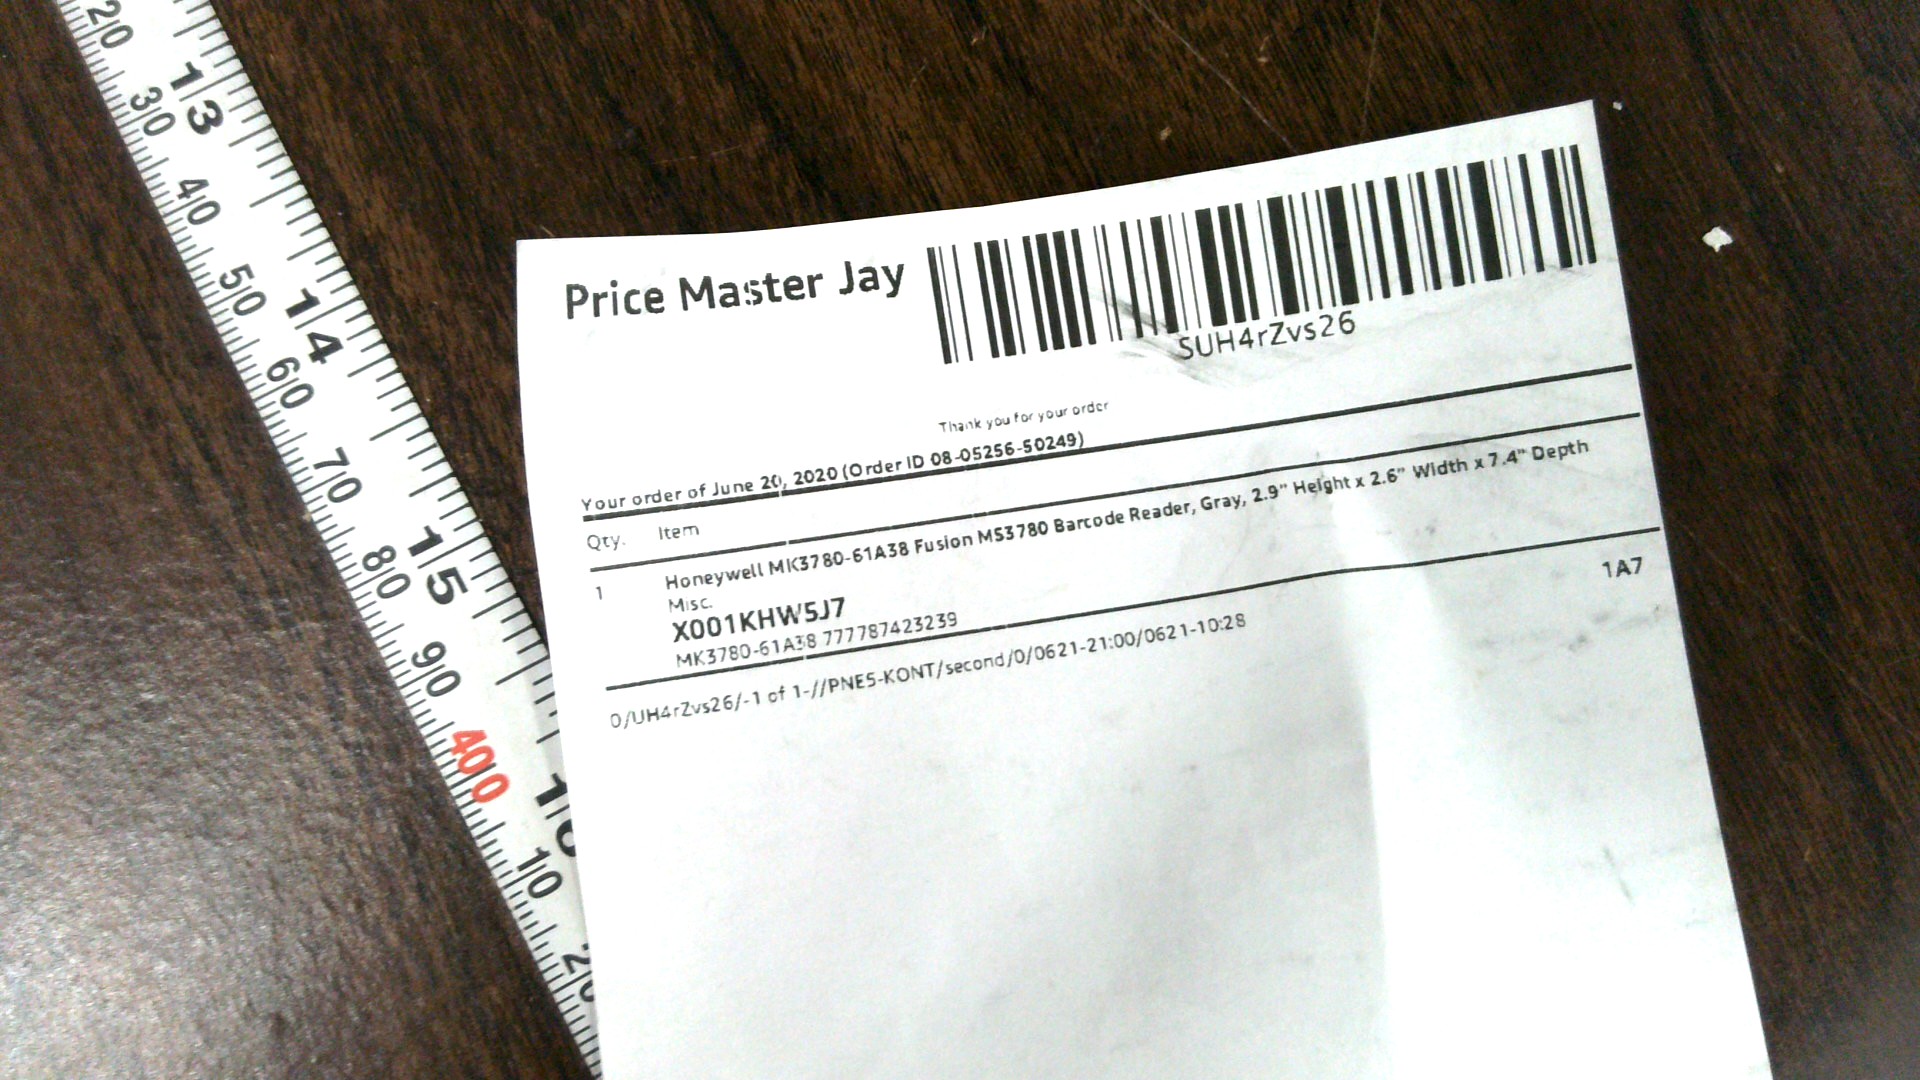 20
30
40
50
60
70
80
90
400
10
20
13
14
15
16
Price Master Jay
SUH4rZvs26
Thank you for your order
Your order of June 20, 2020 (Order ID 08-05256-50249)
Qty. Item
1 Honeywell MK3780-61A38 Fusion MS3780 Barcode Reader, Gray, 2.9" Height x 2.6" Width x 7.4" Depth
Misc.
X001KHW5J7
MK3780-61A38 777787423239
1A7
0/UH4rZvs26/-1 of 1-//PNE5-KONT/second/0/0621-21:00/0621-10:28